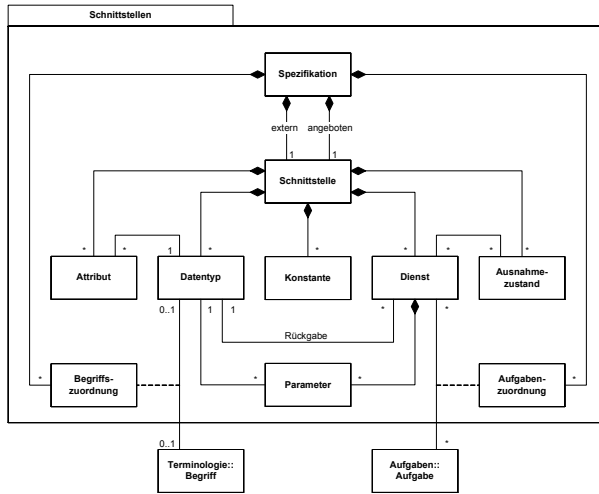 Schnittstellen
Spezifikation
extern angeboten
1 1
Schnittstelle
* * * * *
* 1 * *
Attribut Datentyp Konstante Dienst Ausnahme-
zustand
0..1 1 1 * *
Rückgabe
Begriffs-
zuordnung
Parameter
Aufgaben-
zuordnung
* * * *
0..1 *
Terminologie::
Begriff
Aufgaben::
Aufgabe